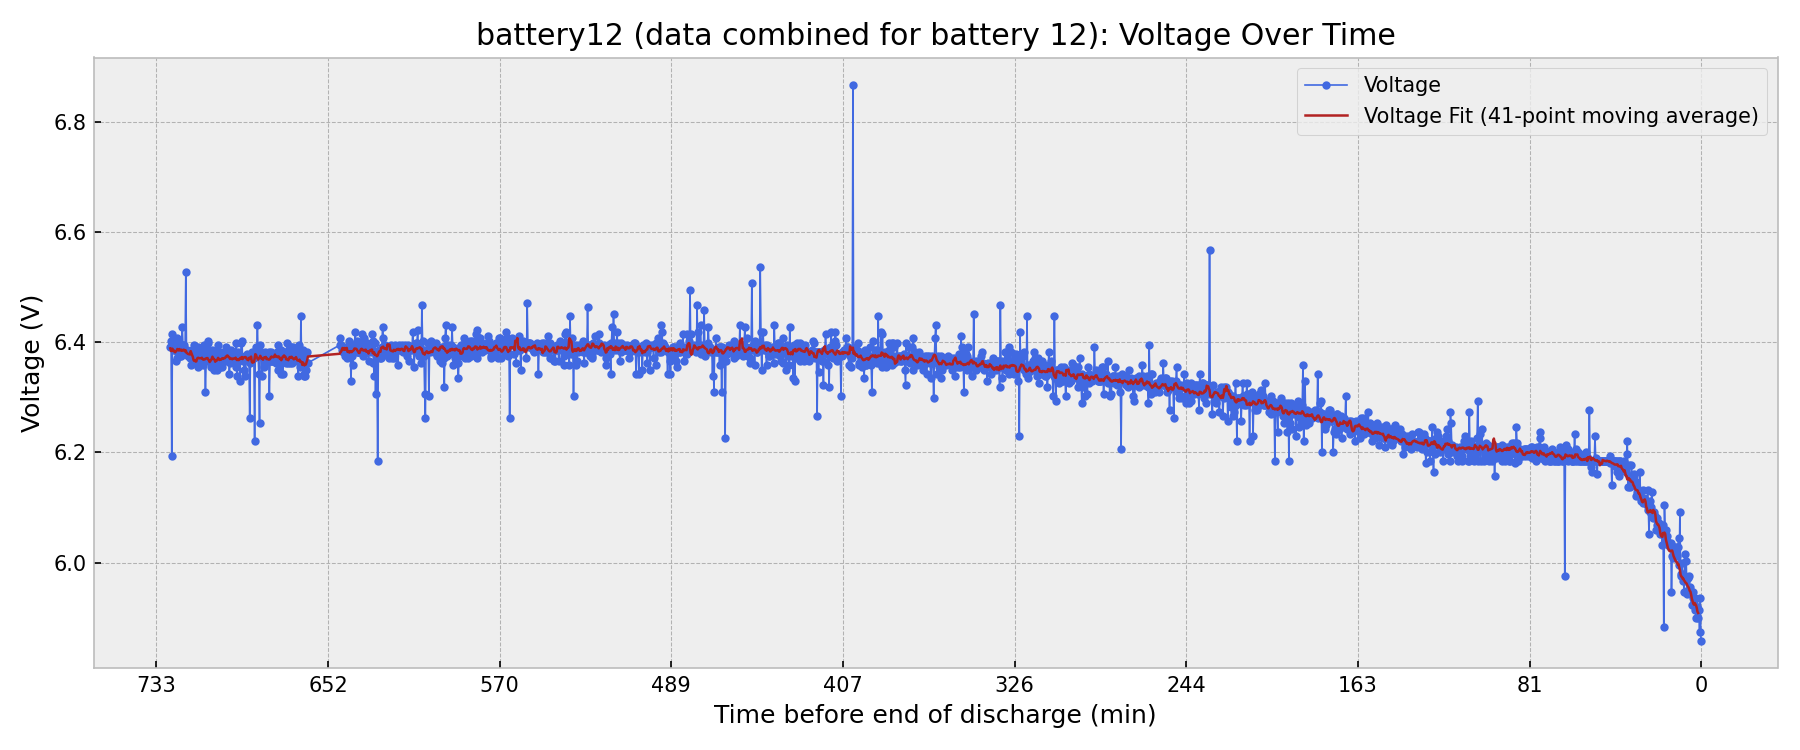 battery12 (data combined for battery 12): Voltage Over Time
Voltage
Voltage Fit (41-point moving average)
Voltage (V)
6.8
6.6
6.4
6.2
6.0
733 652 570 489 407 326 244 163 81 0
Time before end of discharge (min)